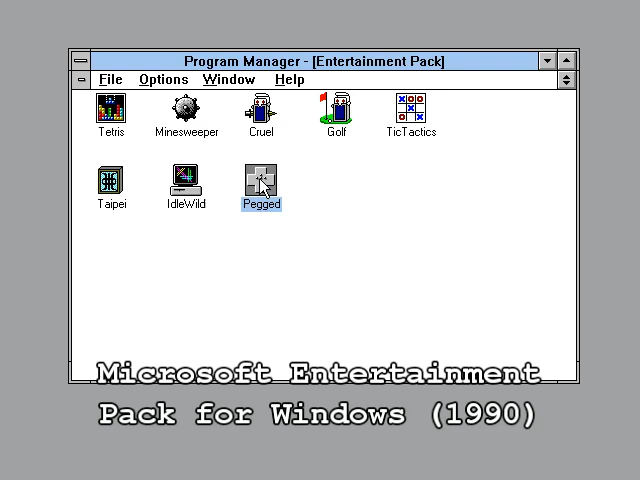 Program Manager - [Entertainment Pack]
File Options Window Help
Tetris Minesweeper Cruel Golf TicTactics
Taipei IdleWild Pegged
Microsoft Entertainment
Pack for Windows (1990)